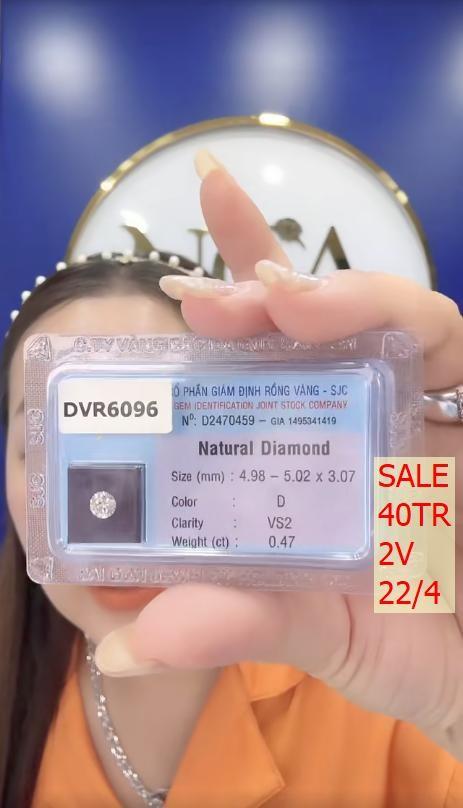 DVR6096
Ổ PHẦN GIÁM ĐỊNH RỒNG VÀNG - SJC
GEM IDENTIFICATION JOINT STOCK COMPANY
Nº: D2470459 – GIA 1495341419
Natural Diamond
Size (mm) : 4.98 – 5.02 x 3.07
Color : D
Clarity : VS2
Weight (ct) : 0.47
SJC
SJC
SALE
40TR
2V
22/4